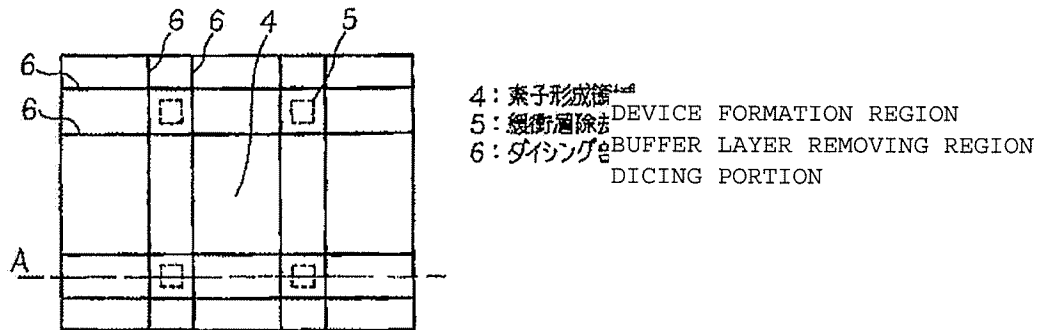 6 6 4 5
6
6
4:素子形成 DEVICE FORMATION REGION
5:緩衝層除去 BUFFER LAYER REMOVING REGION
6:ダイシング DICING PORTION
A